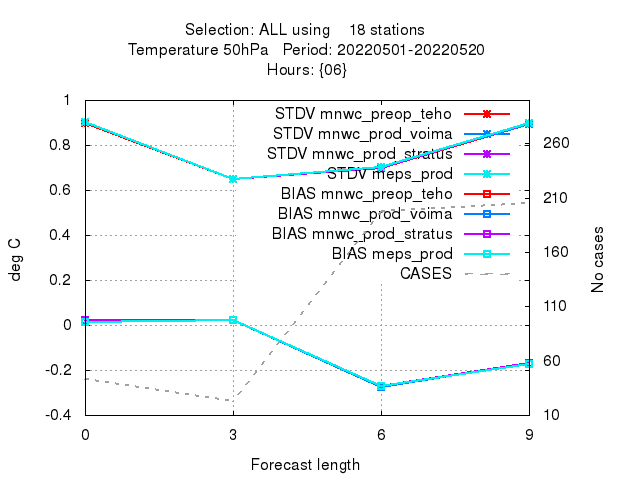 Selection: ALL using    18 stations
Temperature 50hPa   Period: 20220501-20220520
Hours: {06}
STDV mnwc_preop_teho
STDV mnwc_prod_voima
STDV mnwc_prod_stratus
STDV meps_prod
BIAS mnwc_preop_teho
BIAS mnwc_prod_voima
BIAS mnwc_prod_stratus
BIAS meps_prod
CASES
deg C
1
0.8
0.6
0.4
0.2
0
-0.2
-0.4
No cases
260
210
160
110
60
10
0 3 6 9
Forecast length